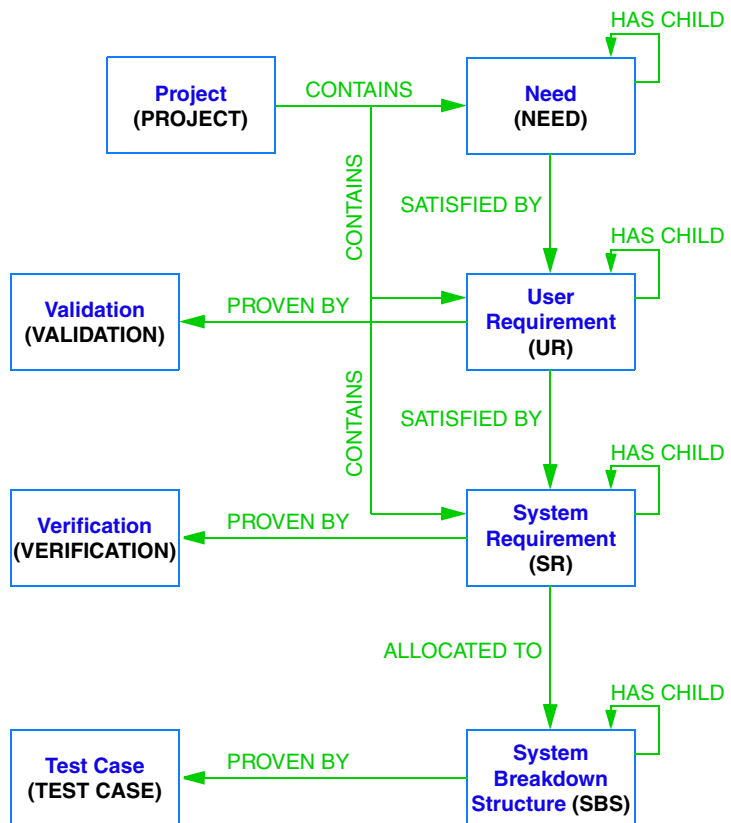 HAS CHILD
Project
(PROJECT)
CONTAINS
Need
(NEED)
CONTAINS
SATISFIED BY
HAS CHILD
Validation
(VALIDATION)
PROVEN BY
User
Requirement
(UR)
CONTAINS
SATISFIED BY
HAS CHILD
Verification
(VERIFICATION)
PROVEN BY
System
Requirement
(SR)
ALLOCATED TO
HAS CHILD
Test Case
(TEST CASE)
PROVEN BY
System
Breakdown
Structure (SBS)